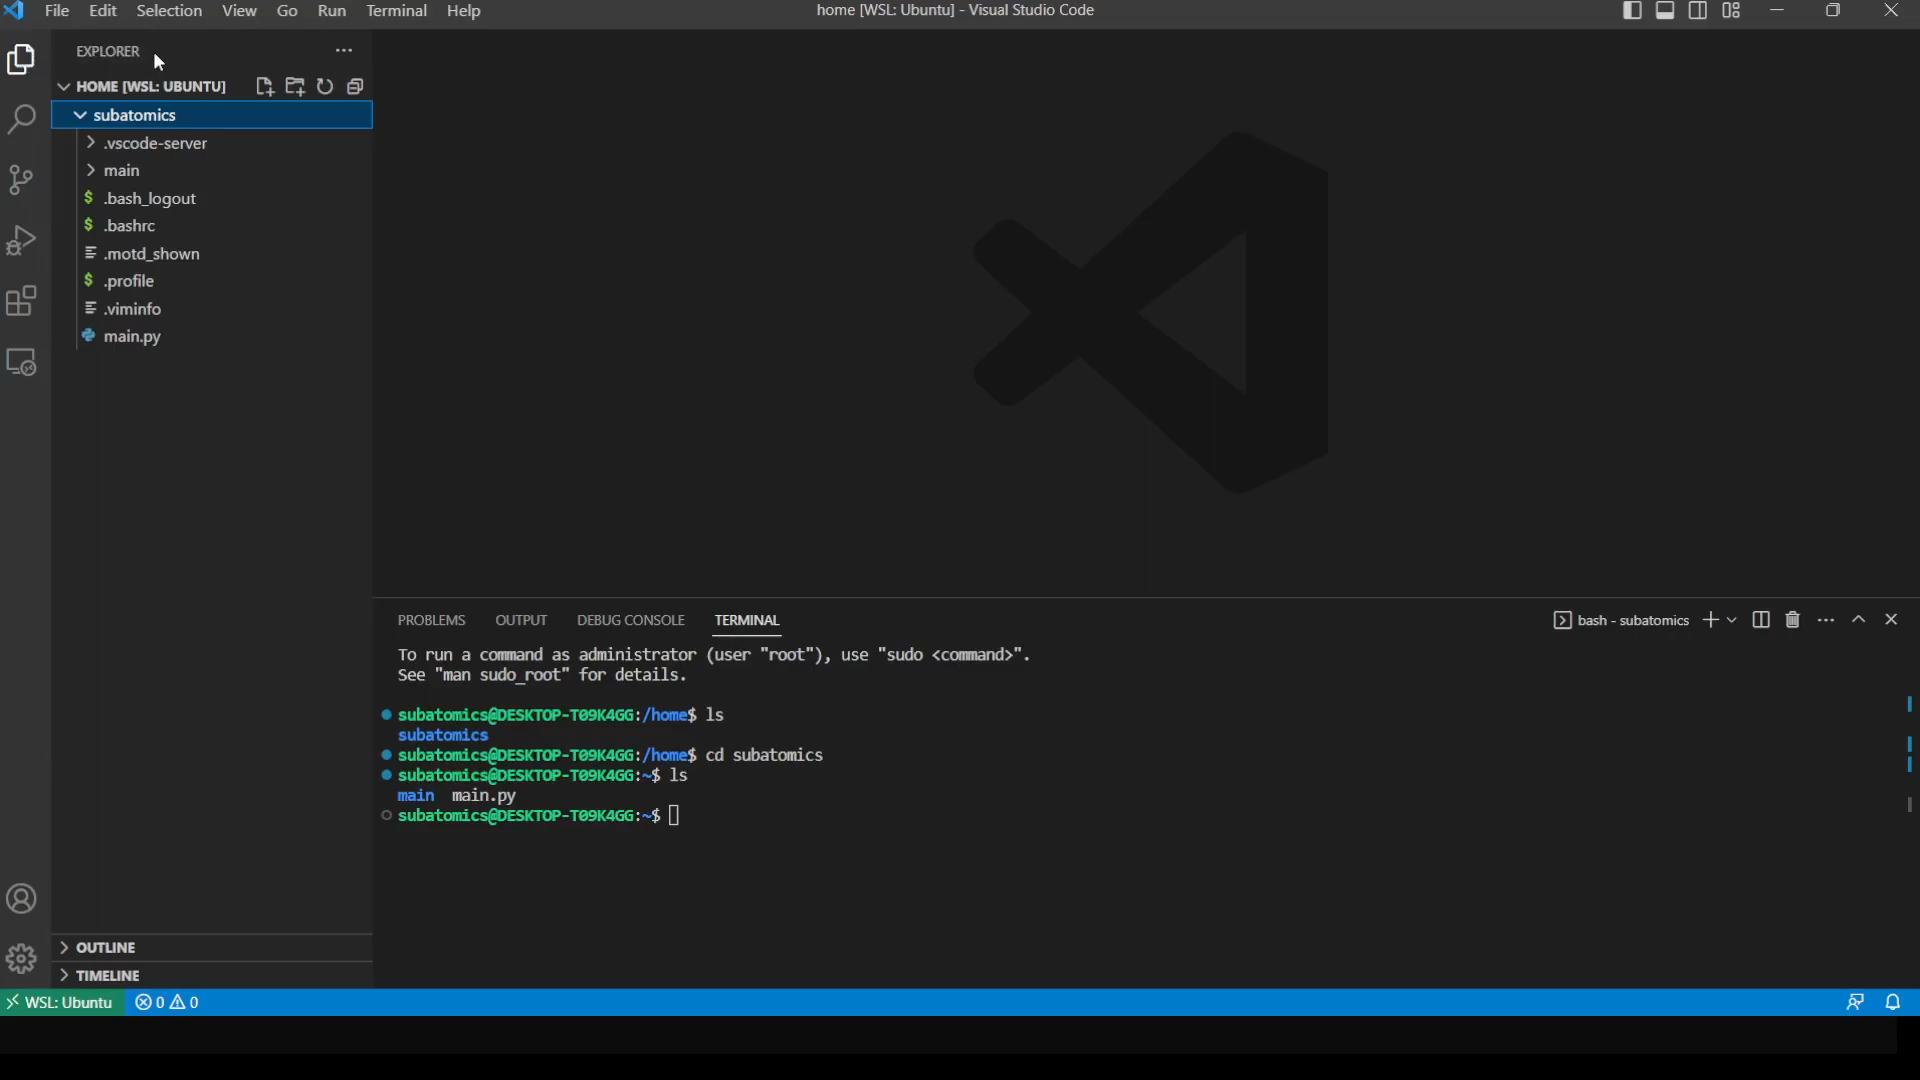 File Edit Selection View Go Run Terminal Help
home [WSL: Ubuntu] - Visual Studio Code
EXPLORER
HOME [WSL: UBUNTU]
subatomics
.vscode-server
main
.bash_logout
.bashrc
.motd_shown
.profile
.viminfo
main.py
OUTLINE
TIMELINE
PROBLEMS OUTPUT DEBUG CONSOLE TERMINAL
bash - subatomics
To run a command as administrator (user "root"), use "sudo <command>".
See "man sudo_root" for details.
subatomics@DESKTOP-T09K4GG:/home$ ls
subatomics
subatomics@DESKTOP-T09K4GG:/home$ cd subatomics
subatomics@DESKTOP-T09K4GG:~$ ls
main main.py
subatomics@DESKTOP-T09K4GG:~$
WSL: Ubuntu 0 0